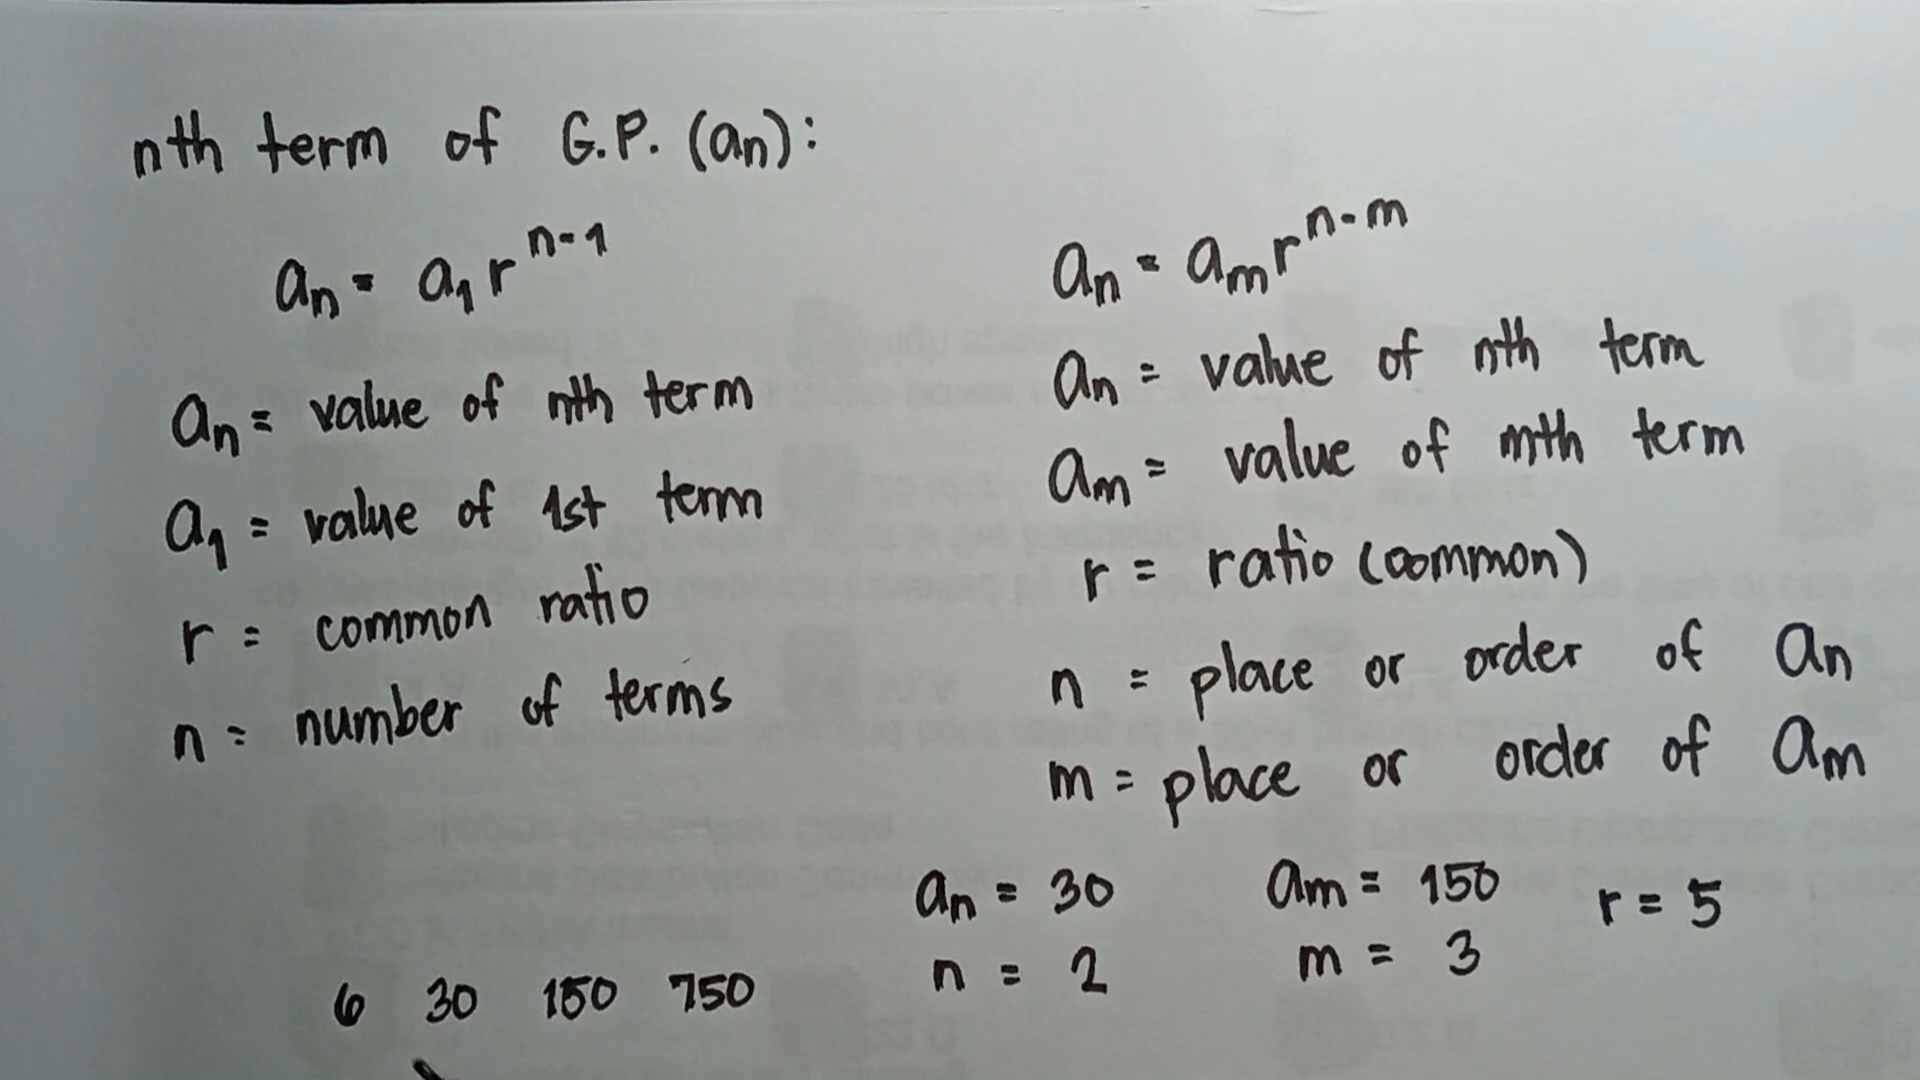 nth term of G.P. (an):
an = a1 r^n-1
an = value of nth term
a1 = value of 1st term
r = common ratio
n = number of terms
an = am r^n-m
an = value of nth term
am = value of mth term
r = ratio (common)
n = place or order of an
m = place or order of am
6 30 150 750
an = 30 am = 150 r = 5
n = 2 m = 3